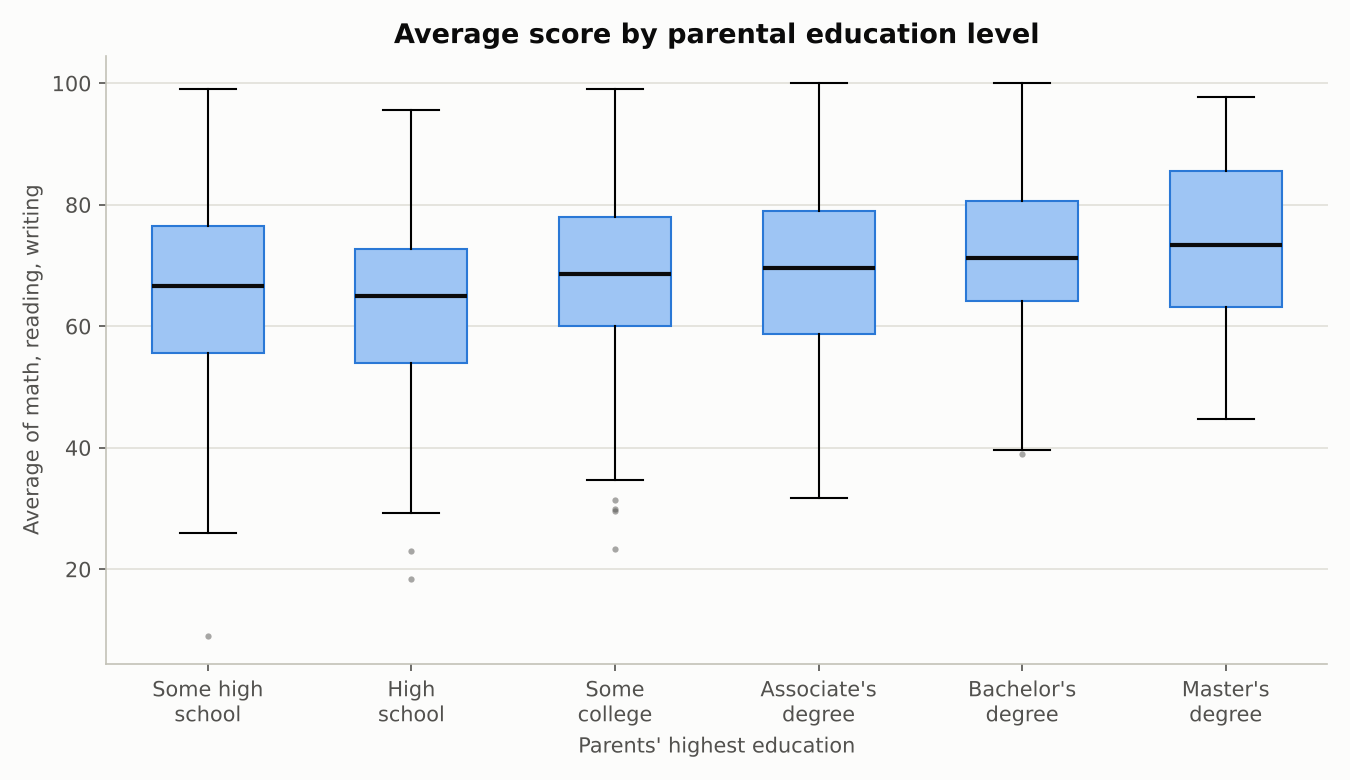 Average score by parental education level
Average of math, reading, writing
100
80
60
40
20
Some high
school
High
school
Some
college
Associate's
degree
Bachelor's
degree
Master's
degree
Parents' highest education